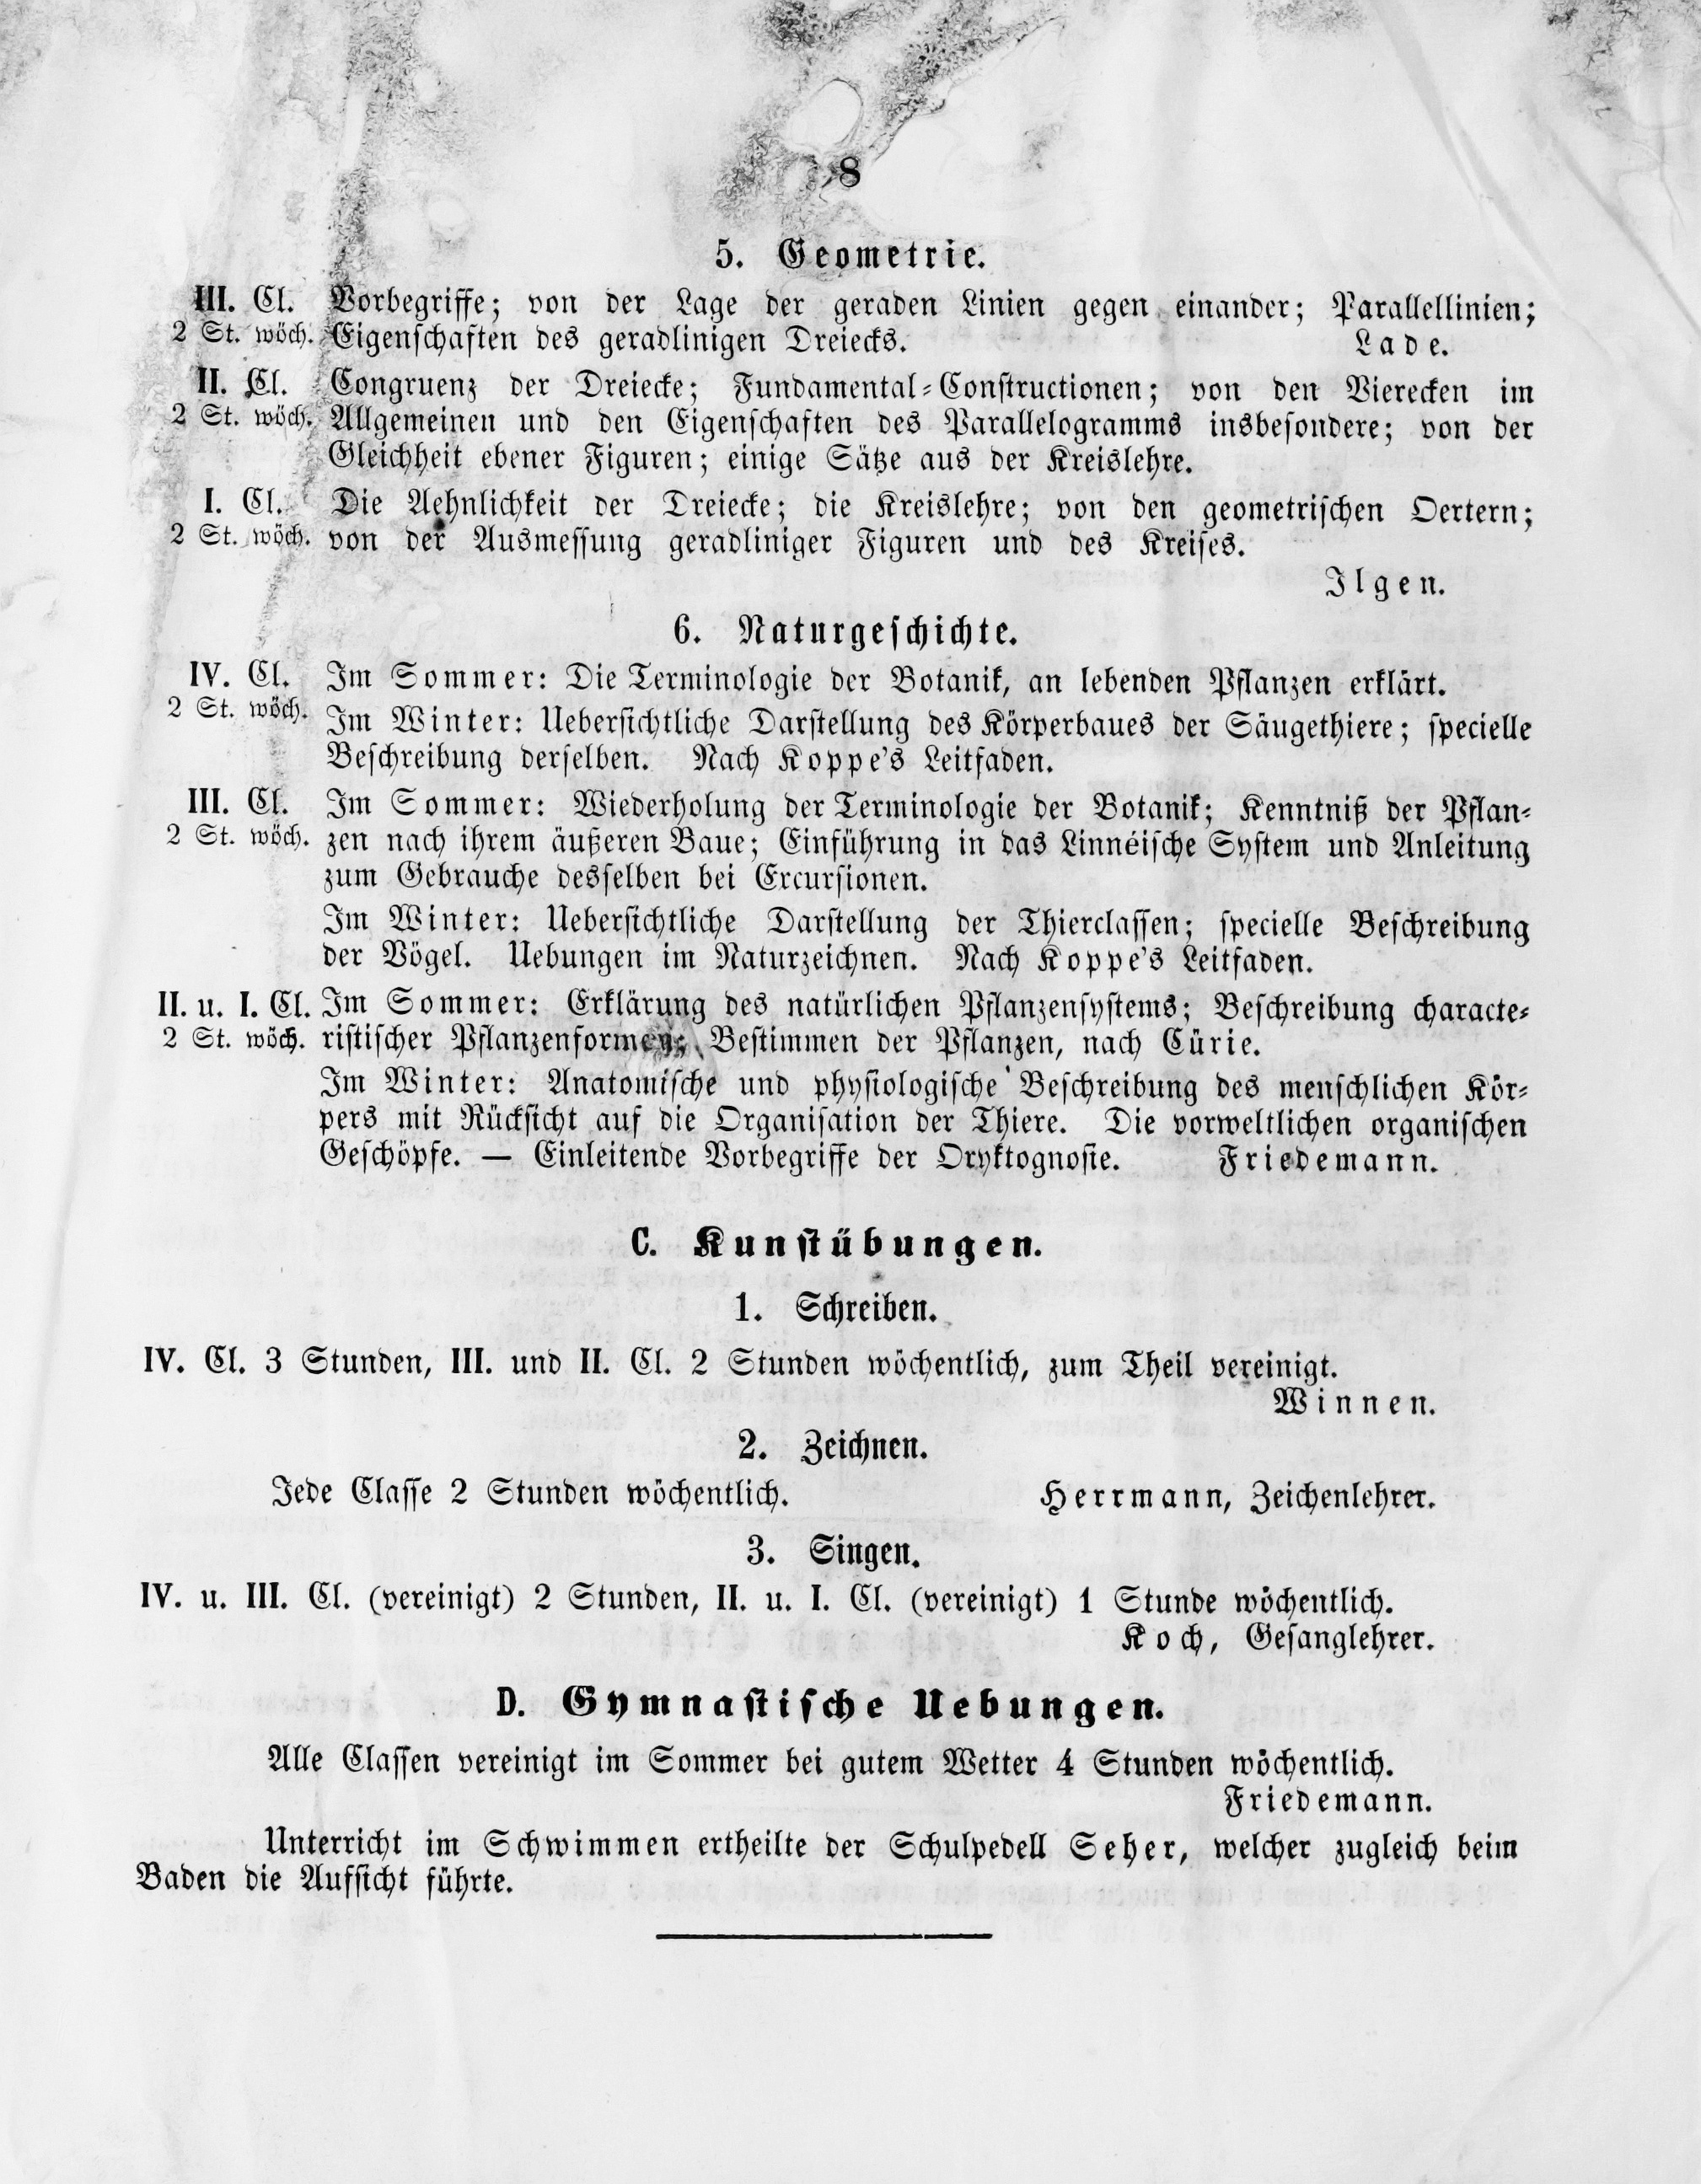 8
5. Geometrie.
III. Cl. Vorbegriffe; von der Lage der geraden Linien gegen einander; Parallellinien;
2 St. wöch. Eigenschaften des geradlinigen Dreiecks. Lade.
II. Cl. Congruenz der Dreiecke; Fundamental-Constructionen; von den Vierecken im
2 St. wöch. Allgemeinen und den Eigenschaften des Parallelogramms insbesondere; von der
Gleichheit ebener Figuren; einige Sätze aus der Kreislehre.
I. Cl. Die Aehnlichkeit der Dreiecke; die Kreislehre; von den geometrischen Oertern;
2 St. wöch. von der Ausmessung geradliniger Figuren und des Kreises.
Ilgen.
6. Naturgeschichte.
IV. Cl. Im Sommer: Die Terminologie der Botanik, an lebenden Pflanzen erklärt.
2 St. wöch. Im Winter: Uebersichtliche Darstellung des Körperbaues der Säugethiere; specielle
Beschreibung derselben. Nach Koppe's Leitfaden.
III. Cl. Im Sommer: Wiederholung der Terminologie der Botanik; Kenntniß der Pflan-
2 St. wöch. zen nach ihrem äußeren Baue; Einführung in das Linnéische System und Anleitung
zum Gebrauche desselben bei Excursionen.
Im Winter: Uebersichtliche Darstellung der Thierclassen; specielle Beschreibung
der Vögel. Uebungen im Naturzeichnen. Nach Koppe's Leitfaden.
II. u. I. Cl. Im Sommer: Erklärung des natürlichen Pflanzensystems; Beschreibung characte-
2 St. wöch. ristischer Pflanzenformen; Bestimmen der Pflanzen, nach Cürie.
Im Winter: Anatomische und physiologische Beschreibung des menschlichen Kör-
pers mit Rücksicht auf die Organisation der Thiere. Die vorweltlichen organischen
Geschöpfe. — Einleitende Vorbegriffe der Oryktognosie. Friedemann.
C. Kunstübungen.
1. Schreiben.
IV. Cl. 3 Stunden, III. und II. Cl. 2 Stunden wöchentlich, zum Theil vereinigt.
Winnen.
2. Zeichnen.
Jede Classe 2 Stunden wöchentlich. Herrmann, Zeichenlehrer.
3. Singen.
IV. u. III. Cl. (vereinigt) 2 Stunden, II. u. I. Cl. (vereinigt) 1 Stunde wöchentlich.
Koch, Gesanglehrer.
D. Gymnastische Uebungen.
Alle Classen vereinigt im Sommer bei gutem Wetter 4 Stunden wöchentlich.
Friedemann.
Unterricht im Schwimmen ertheilte der Schulpedell Seher, welcher zugleich beim
Baden die Aufsicht führte.